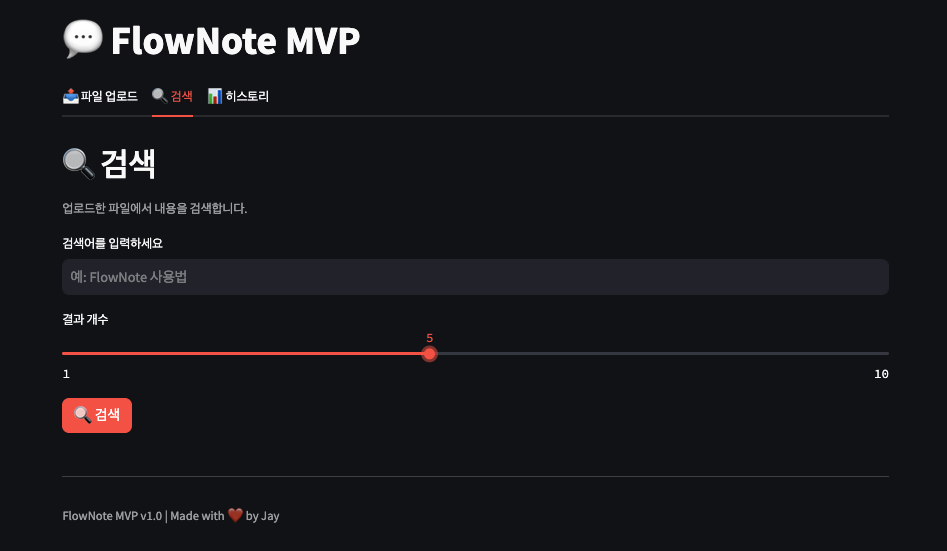 💬 FlowNote MVP
📤 파일 업로드 🔍 검색 📊 히스토리
🔍 검색
업로드한 파일에서 내용을 검색합니다.
검색어를 입력하세요
예: FlowNote 사용법
결과 개수
5
1 10
🔍 검색
FlowNote MVP v1.0 | Made with ❤️ by Jay